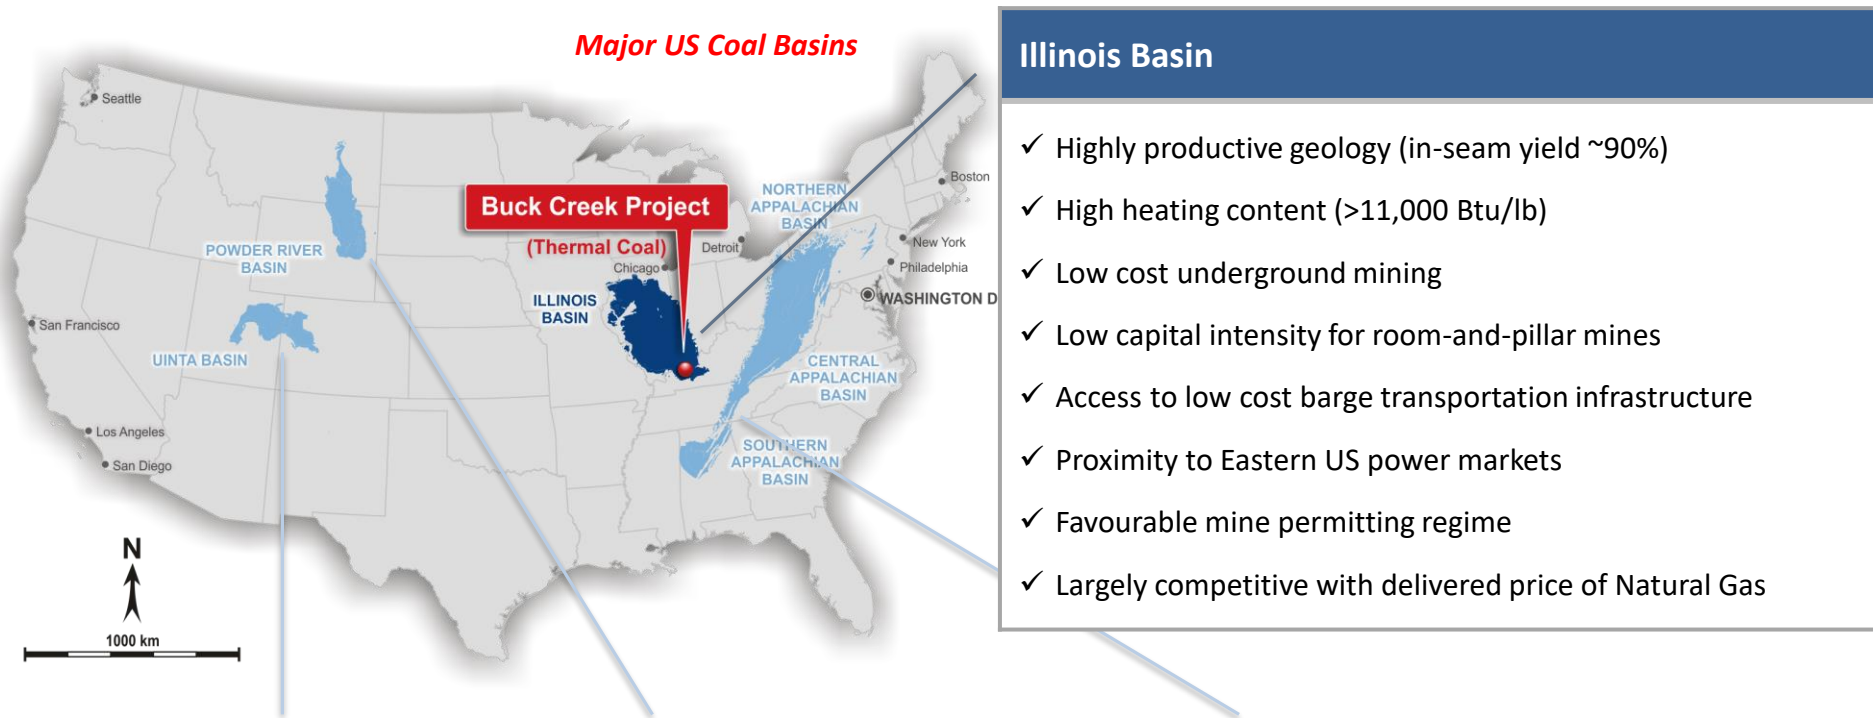 Major US Coal Basins
Seattle
Boston
NORTHERN
APPALACHIAN
BASIN
Buck Creek Project
(Thermal Coal)
Detroit
New York
Chicago
Philadelphia
POWDER RIVER
BASIN
ILLINOIS
BASIN
WASHINGTON D
San Francisco
UINTA BASIN
CENTRAL
APPALACHIAN
BASIN
Los Angeles
San Diego
SOUTHERN
APPALACHIAN
BASIN
N
1000 km
Illinois Basin
✓ Highly productive geology (in-seam yield ~90%)
✓ High heating content (>11,000 Btu/lb)
✓ Low cost underground mining
✓ Low capital intensity for room-and-pillar mines
✓ Access to low cost barge transportation infrastructure
✓ Proximity to Eastern US power markets
✓ Favourable mine permitting regime
✓ Largely competitive with delivered price of Natural Gas